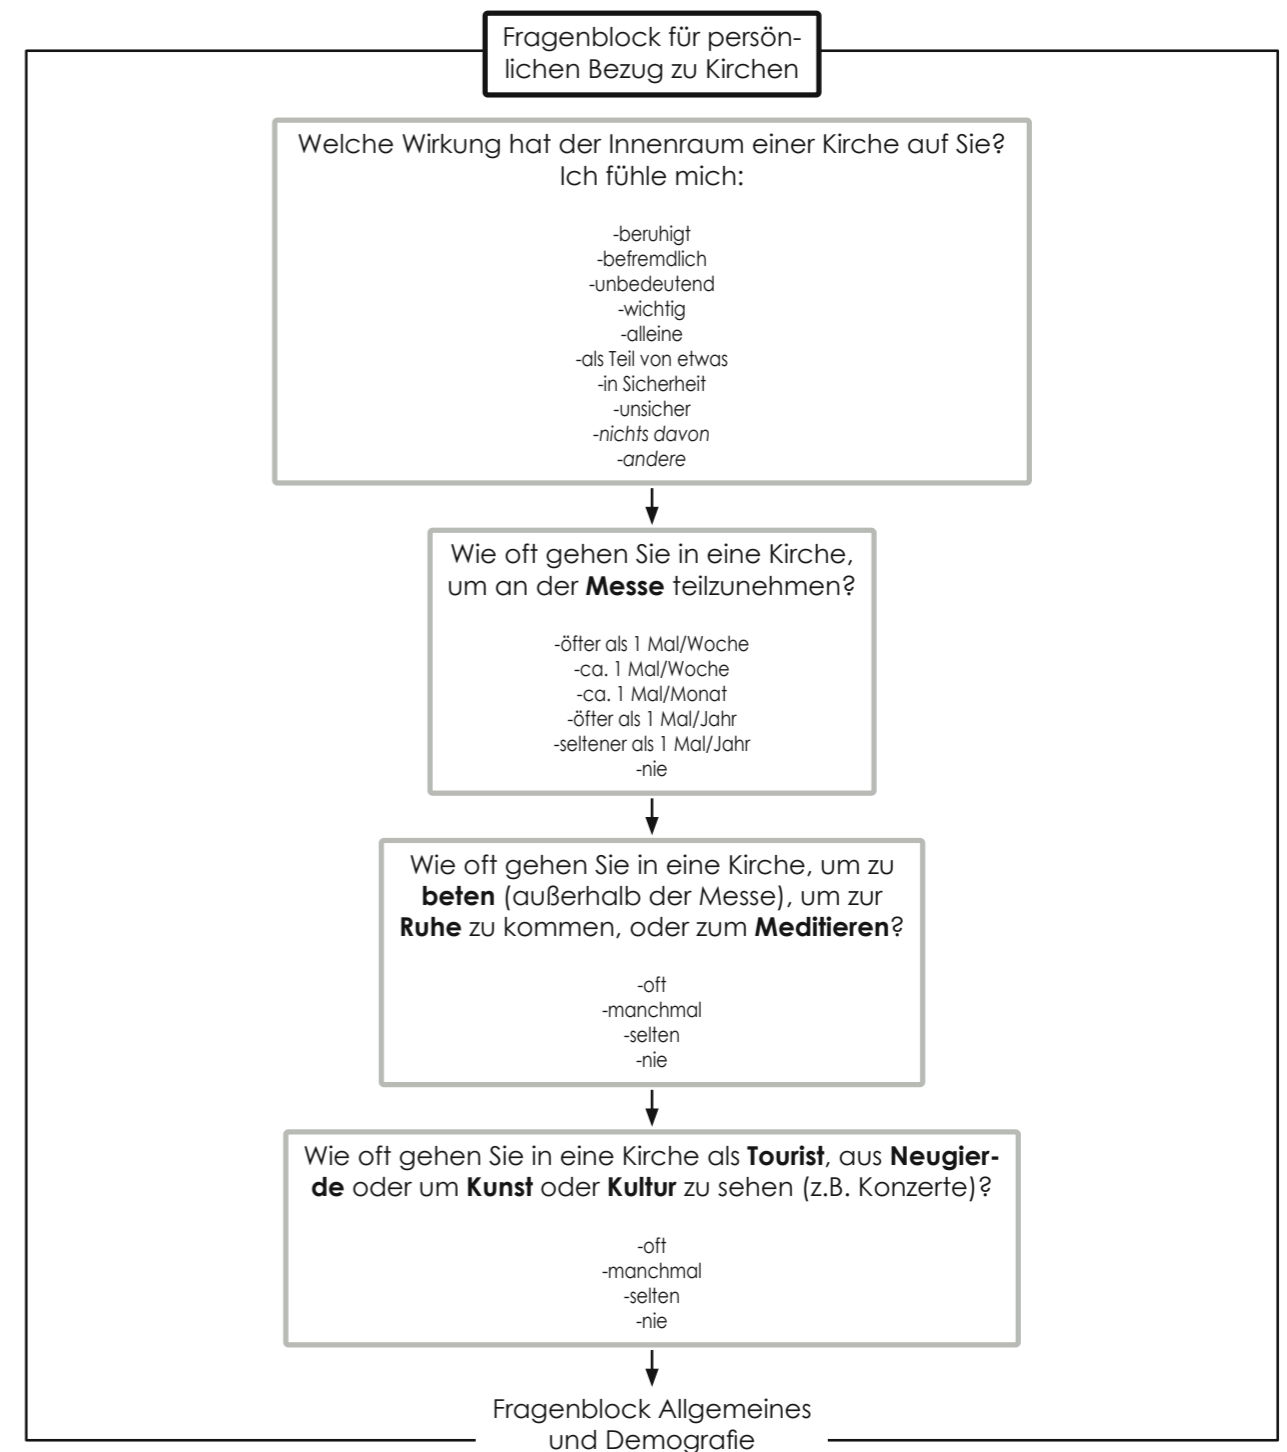 Fragenblock für persön-
lichen Bezug zu Kirchen
Welche Wirkung hat der Innenraum einer Kirche auf Sie?
Ich fühle mich:
-beruhigt
-befremdlich
-unbedeutend
-wichtig
-alleine
-als Teil von etwas
-in Sicherheit
-unsicher
-nichts davon
-andere
Wie oft gehen Sie in eine Kirche,
um an der Messe teilzunehmen?
-öfter als 1 Mal/Woche
-ca. 1 Mal/Woche
-ca. 1 Mal/Monat
-öfter als 1 Mal/Jahr
-seltener als 1 Mal/Jahr
-nie
Wie oft gehen Sie in eine Kirche, um zu
beten (außerhalb der Messe), um zur
Ruhe zu kommen, oder zum Meditieren?
-oft
-manchmal
-selten
-nie
Wie oft gehen Sie in eine Kirche als Tourist, aus Neugier-
de oder um Kunst oder Kultur zu sehen (z.B. Konzerte)?
-oft
-manchmal
-selten
-nie
Fragenblock Allgemeines
und Demografie